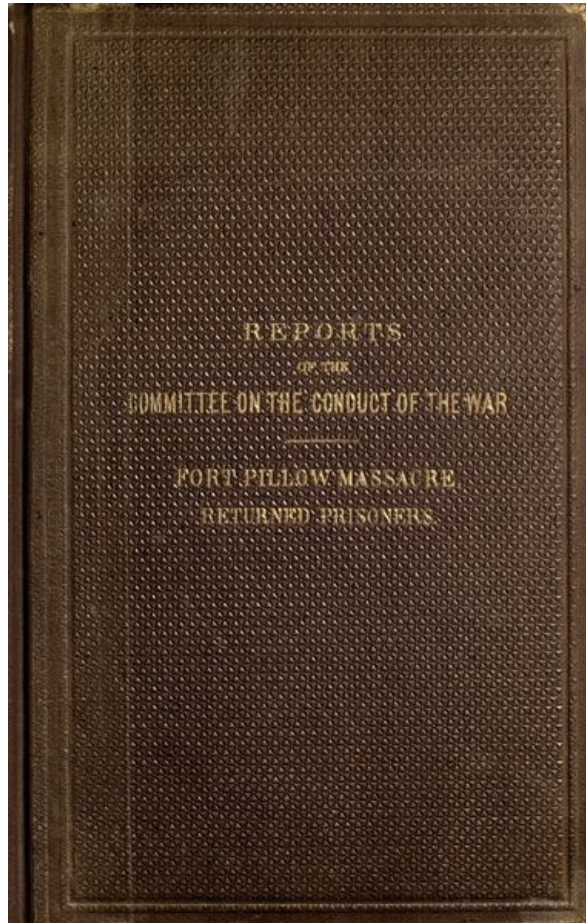 REPORTS
OF THE
COMMITTEE ON THE CONDUCT OF THE WAR
FORT PILLOW MASSACRE.
RETURNED PRISONERS.